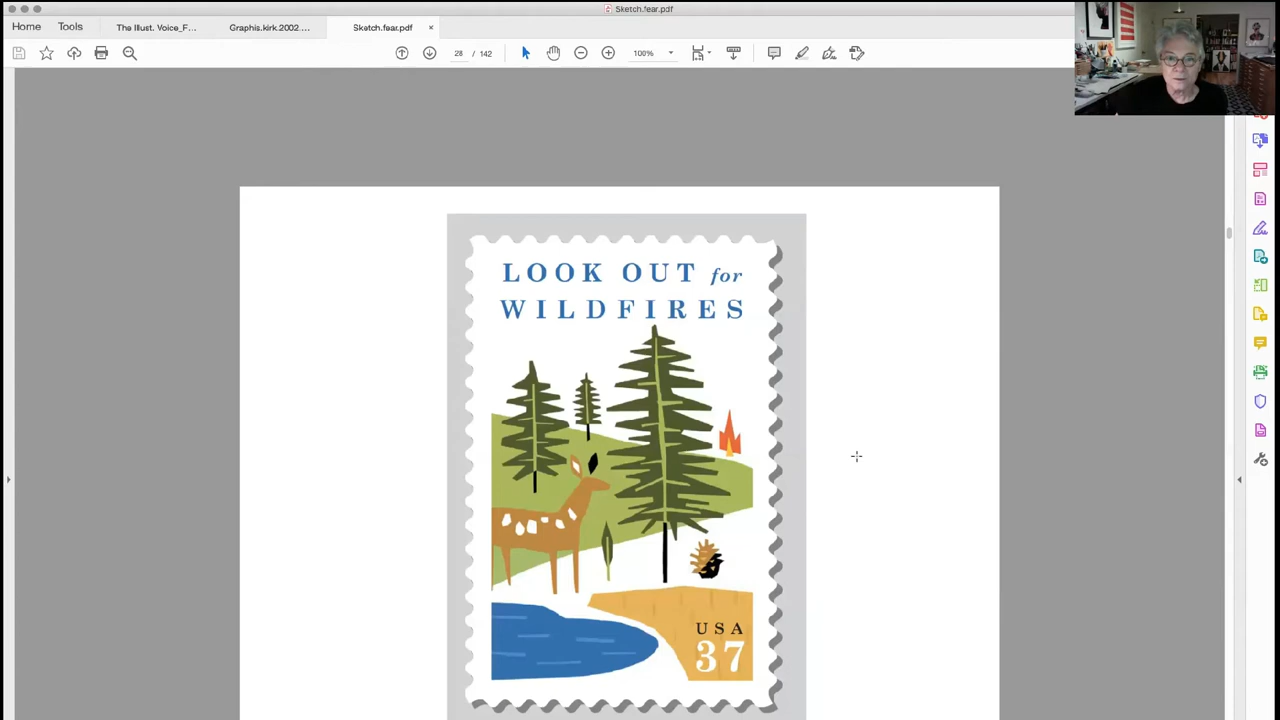 Sketch.fear.pdf
Home Tools The Illust. Voice_F... Graphis.kirk.2002.... Sketch.fear.pdf ×
28 / 142 100%
LOOK OUT for
WILDFIRES
USA
37